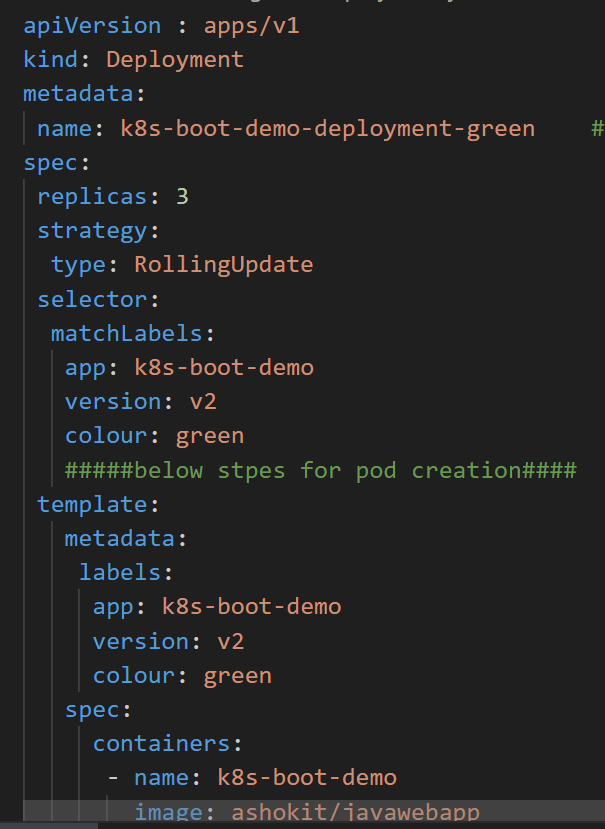 apiVersion : apps/v1
kind: Deployment
metadata:
 name: k8s-boot-demo-deployment-green    #
spec:
 replicas: 3
 strategy:
  type: RollingUpdate
 selector:
  matchLabels:
   app: k8s-boot-demo
   version: v2
   colour: green
   #####below stpes for pod creation####
 template:
   metadata:
    labels:
     app: k8s-boot-demo
     version: v2
     colour: green
   spec:
     containers:
      - name: k8s-boot-demo
        image: ashokit/javawebapp